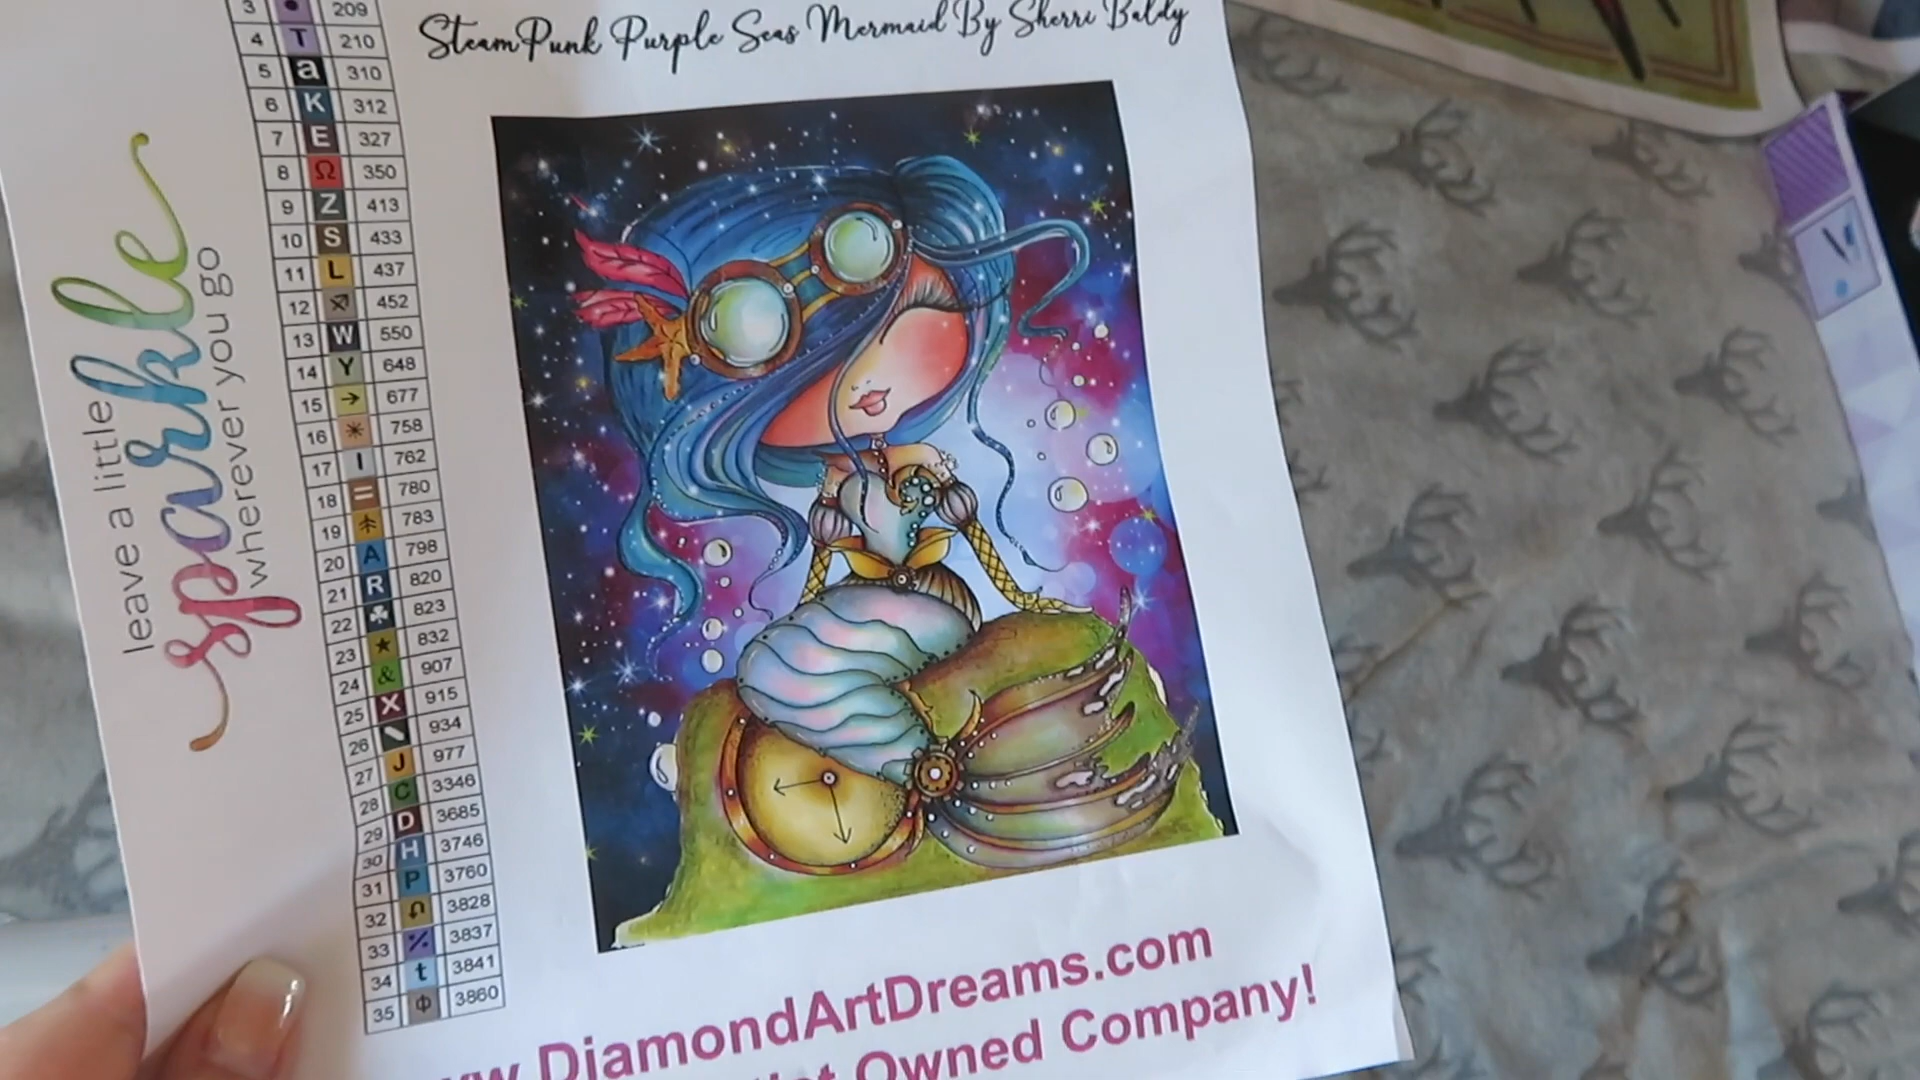 SteamPunk Purple Seas Mermaid By Sherri Baldy
leave a little
sparkle
wherever you go
3 ● 209
4 T 210
5 a 310
6 K 312
7 E 327
8 Ω 350
9 Z 413
10 S 433
11 L 437
12 452
13 W 550
14 Y 648
15 → 677
16 ✳ 758
17 I 762
18 = 780
19 783
20 A 798
21 R 820
22 ♣ 823
23 ★ 832
24 & 907
25 X 915
26 \ 934
27 J 977
28 C 3346
29 D 3685
30 H 3746
31 P 3760
32 3828
33 ٪ 3837
34 t 3841
35 Φ 3860
DiamondArtDreams.com
Owned Company!